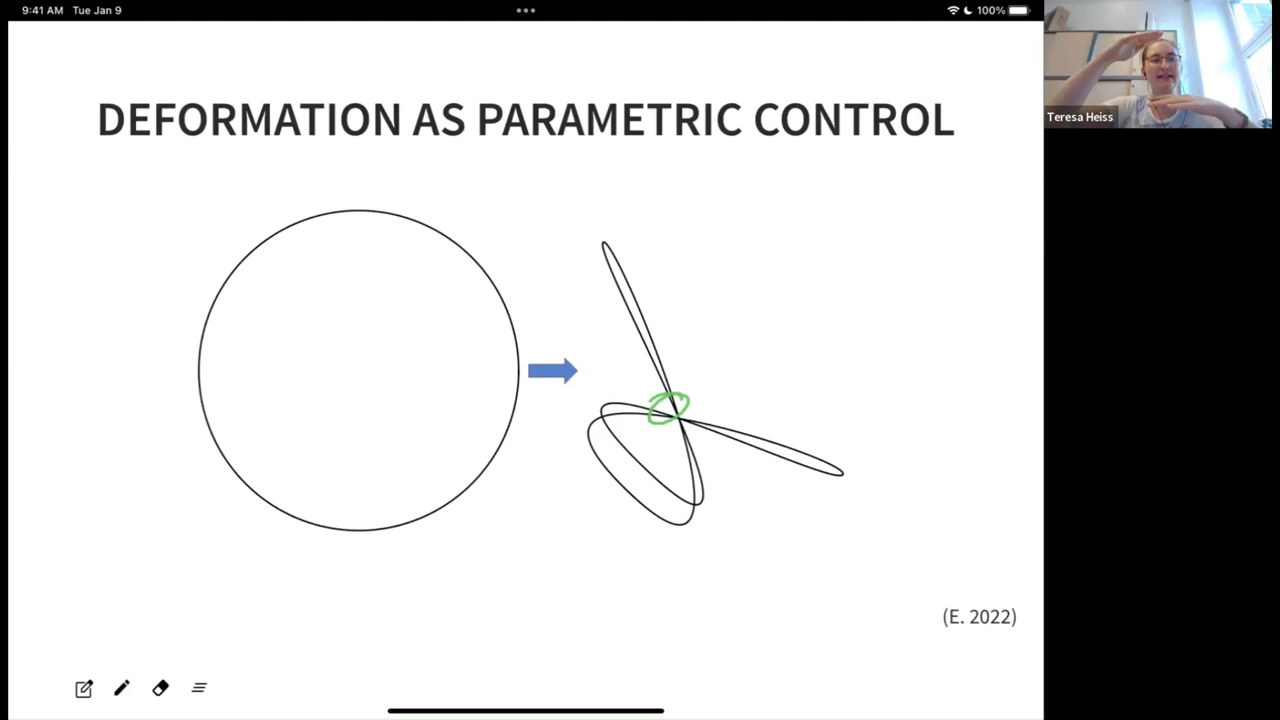 9:41 AM Tue Jan 9
100%
DEFORMATION AS PARAMETRIC CONTROL
(E. 2022)
Teresa Heiss